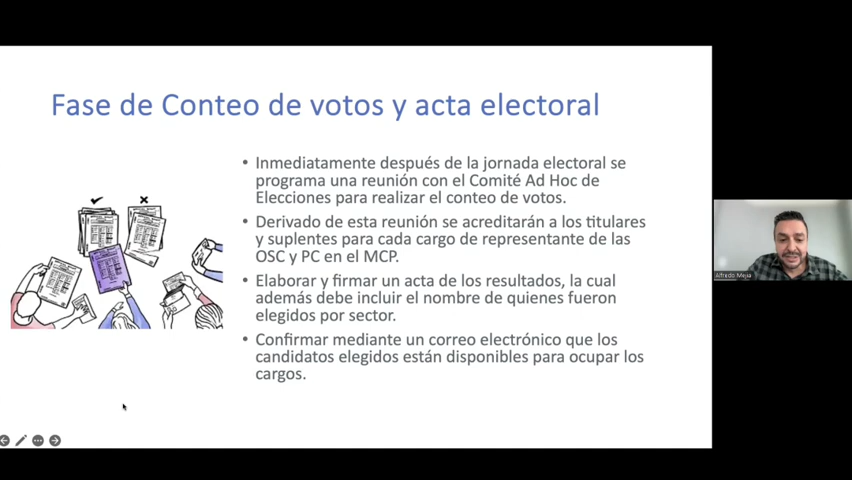 Fase de Conteo de votos y acta electoral
• Inmediatamente después de la jornada electoral se
programa una reunión con el Comité Ad Hoc de
Elecciones para realizar el conteo de votos.
• Derivado de esta reunión se acreditarán a los titulares
y suplentes para cada cargo de representante de las
OSC y PC en el MCP.
• Elaborar y firmar un acta de los resultados, la cual
además debe incluir el nombre de quienes fueron
elegidos por sector.
• Confirmar mediante un correo electrónico que los
candidatos elegidos están disponibles para ocupar los
cargos.
Alfredo Mejia